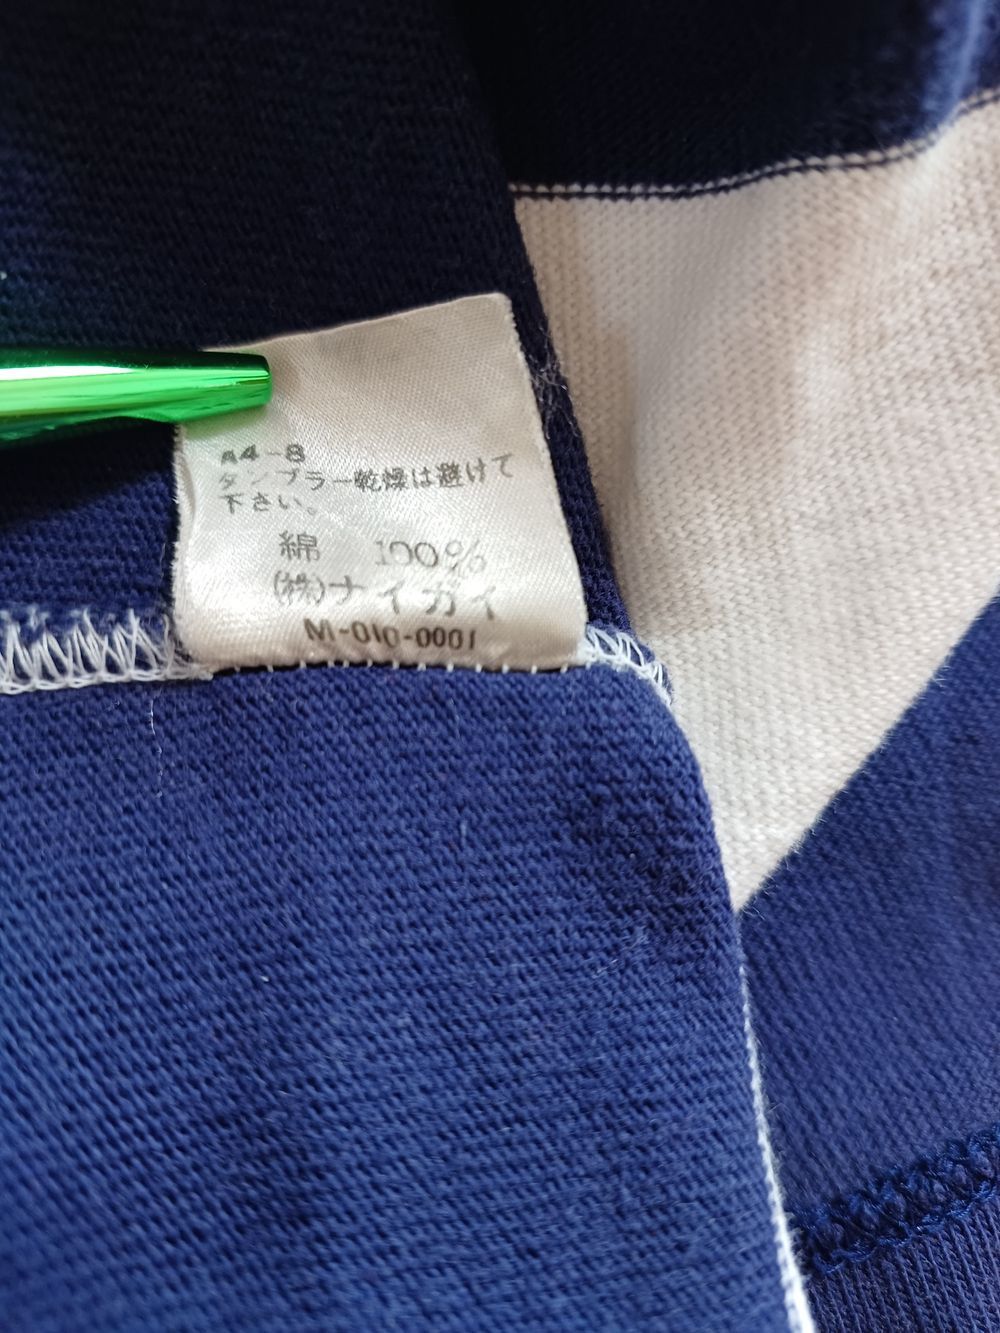 A4-8
タンブラー乾燥は避けて
下さい。
綿 100%
(株)ナイガイ
M-010-0001